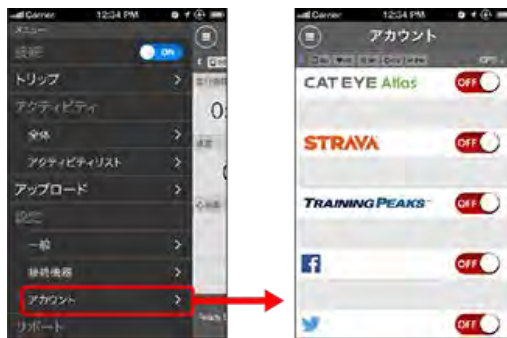 Carrier 12:34 PM
メニュー
接続 ON
トリップ
アクティビティ
全体
アクティビティリスト
アップロード
設定
一般
接続機器
アカウント
サポート
Carrier 12:34 PM
アカウント
CATEYE Atlas OFF
STRAVA OFF
TRAININGPEAKS OFF
f OFF
OFF